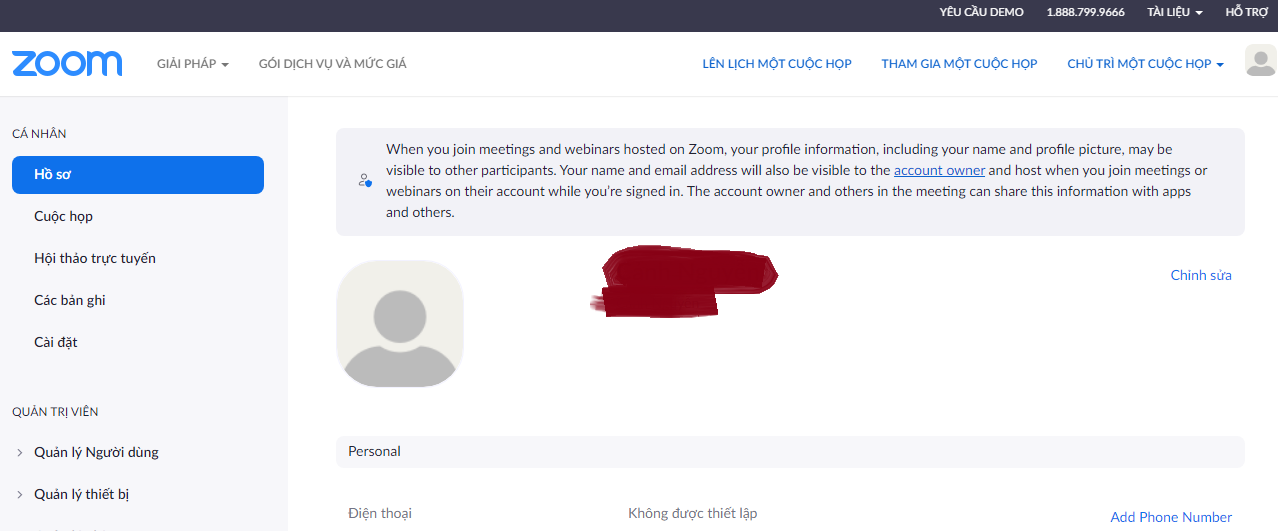 YÊU CẦU DEMO 1.888.799.9666 TÀI LIỆU HỖ TRỢ
zoom GIẢI PHÁP GÓI DỊCH VỤ VÀ MỨC GIÁ LÊN LỊCH MỘT CUỘC HỌP THAM GIA MỘT CUỘC HỌP CHỦ TRÌ MỘT CUỘC HỌP
CÁ NHÂN
Hồ sơ
Cuộc họp
Hội thảo trực tuyến
Các bản ghi
Cài đặt
QUẢN TRỊ VIÊN
Quản lý Người dùng
Quản lý thiết bị
When you join meetings and webinars hosted on Zoom, your profile information, including your name and profile picture, may be
visible to other participants. Your name and email address will also be visible to the account owner and host when you join meetings or
webinars on their account while you’re signed in. The account owner and others in the meeting can share this information with apps
and others.
Chỉnh sửa
Personal
Điện thoại Không được thiết lập Add Phone Number